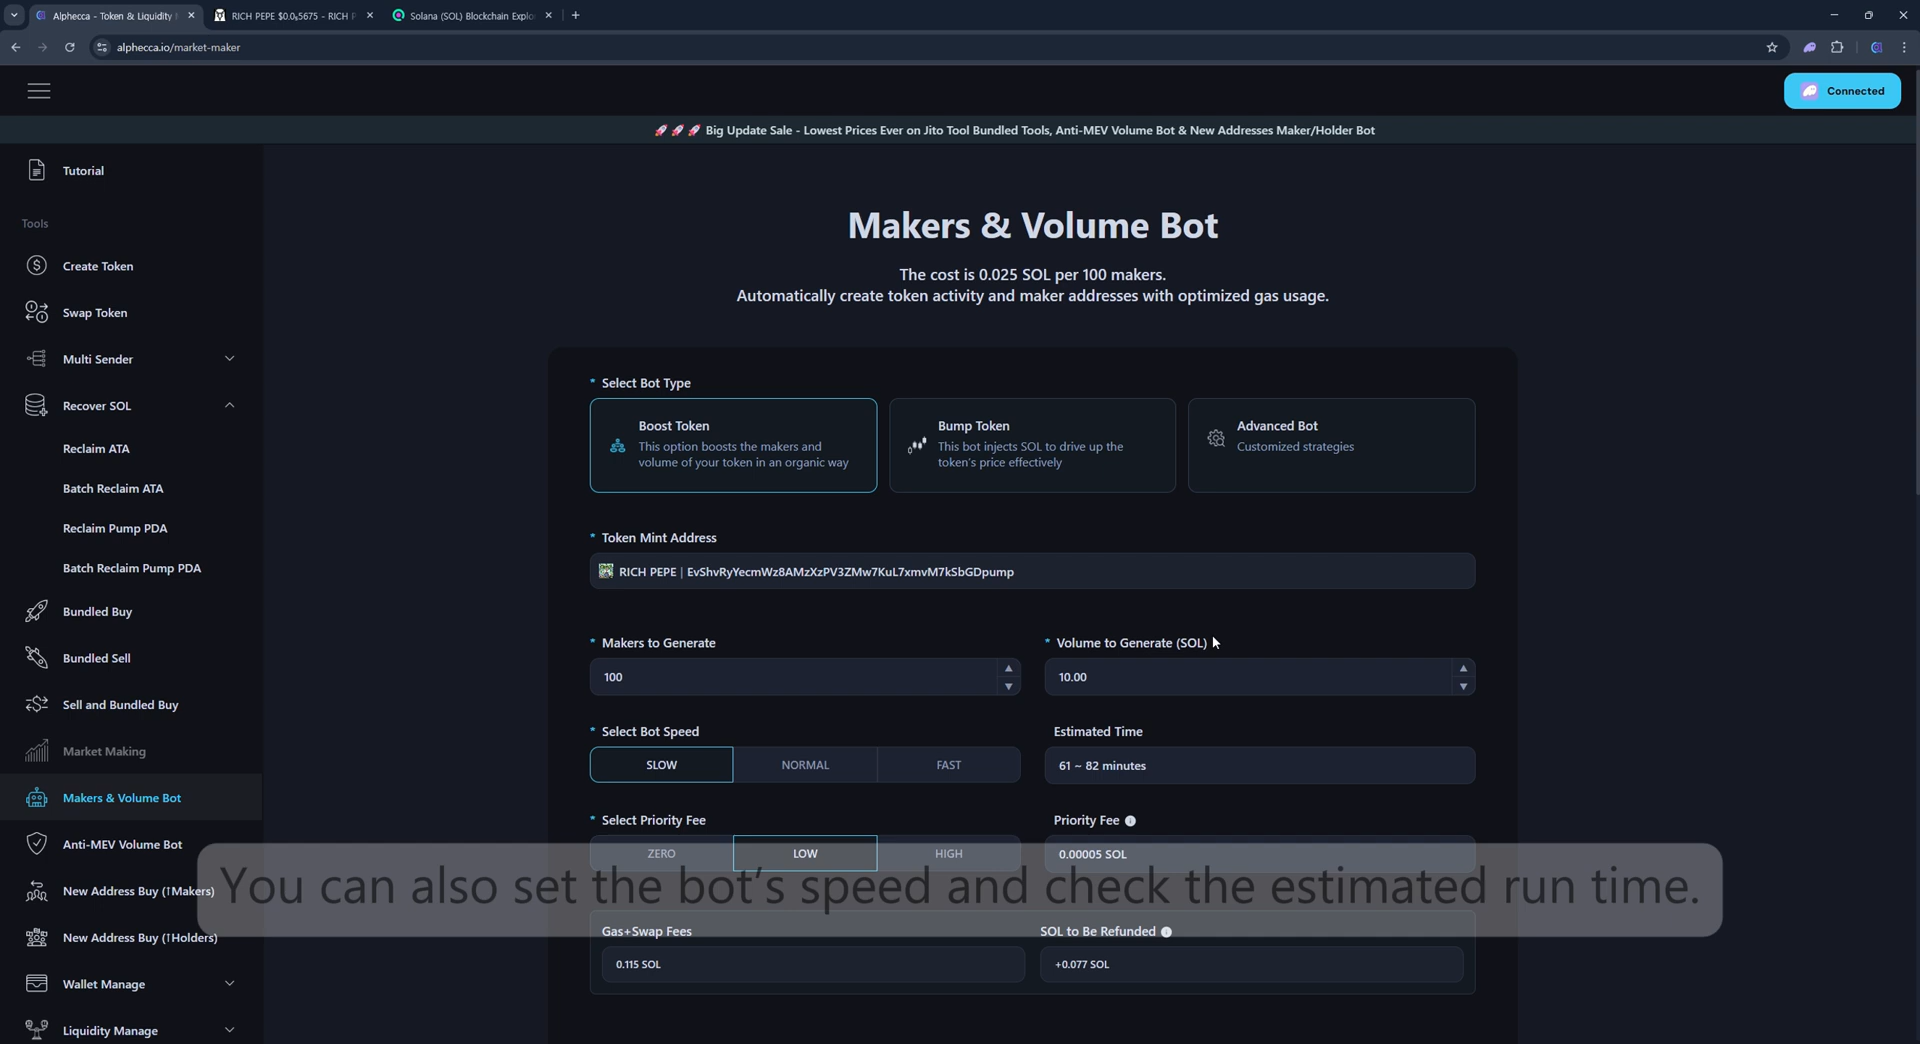 Alphecca - Token & Liquidity
RICH PEPE $0.0₅5675 - RICH P
Solana (SOL) Blockchain Explo
alphecca.io/market-maker
Connected
🚀 🚀 🚀 Big Update Sale - Lowest Prices Ever on Jito Tool Bundled Tools, Anti-MEV Volume Bot & New Addresses Maker/Holder Bot
Tutorial
Tools
Create Token
Swap Token
Multi Sender
Recover SOL
Reclaim ATA
Batch Reclaim ATA
Reclaim Pump PDA
Batch Reclaim Pump PDA
Bundled Buy
Bundled Sell
Sell and Bundled Buy
Market Making
Makers & Volume Bot
Anti-MEV Volume Bot
New Address Buy (↑Makers)
New Address Buy (↑Holders)
Wallet Manage
Liquidity Manage
Makers & Volume Bot
The cost is 0.025 SOL per 100 makers.
Automatically create token activity and maker addresses with optimized gas usage.
* Select Bot Type
Boost Token
This option boosts the makers and
volume of your token in an organic way
Bump Token
This bot injects SOL to drive up the
token's price effectively
Advanced Bot
Customized strategies
* Token Mint Address
RICH PEPE | EvShvRyYecmWz8AMzXzPV3ZMw7KuL7xmvM7kSbGDpump
* Makers to Generate
100
* Volume to Generate (SOL)
10.00
* Select Bot Speed
SLOW NORMAL FAST
Estimated Time
61 ~ 82 minutes
* Select Priority Fee
ZERO LOW HIGH
Priority Fee
0.00005 SOL
You can also set the bot's speed and check the estimated run time.
Gas+Swap Fees
0.115 SOL
SOL to Be Refunded
+0.077 SOL